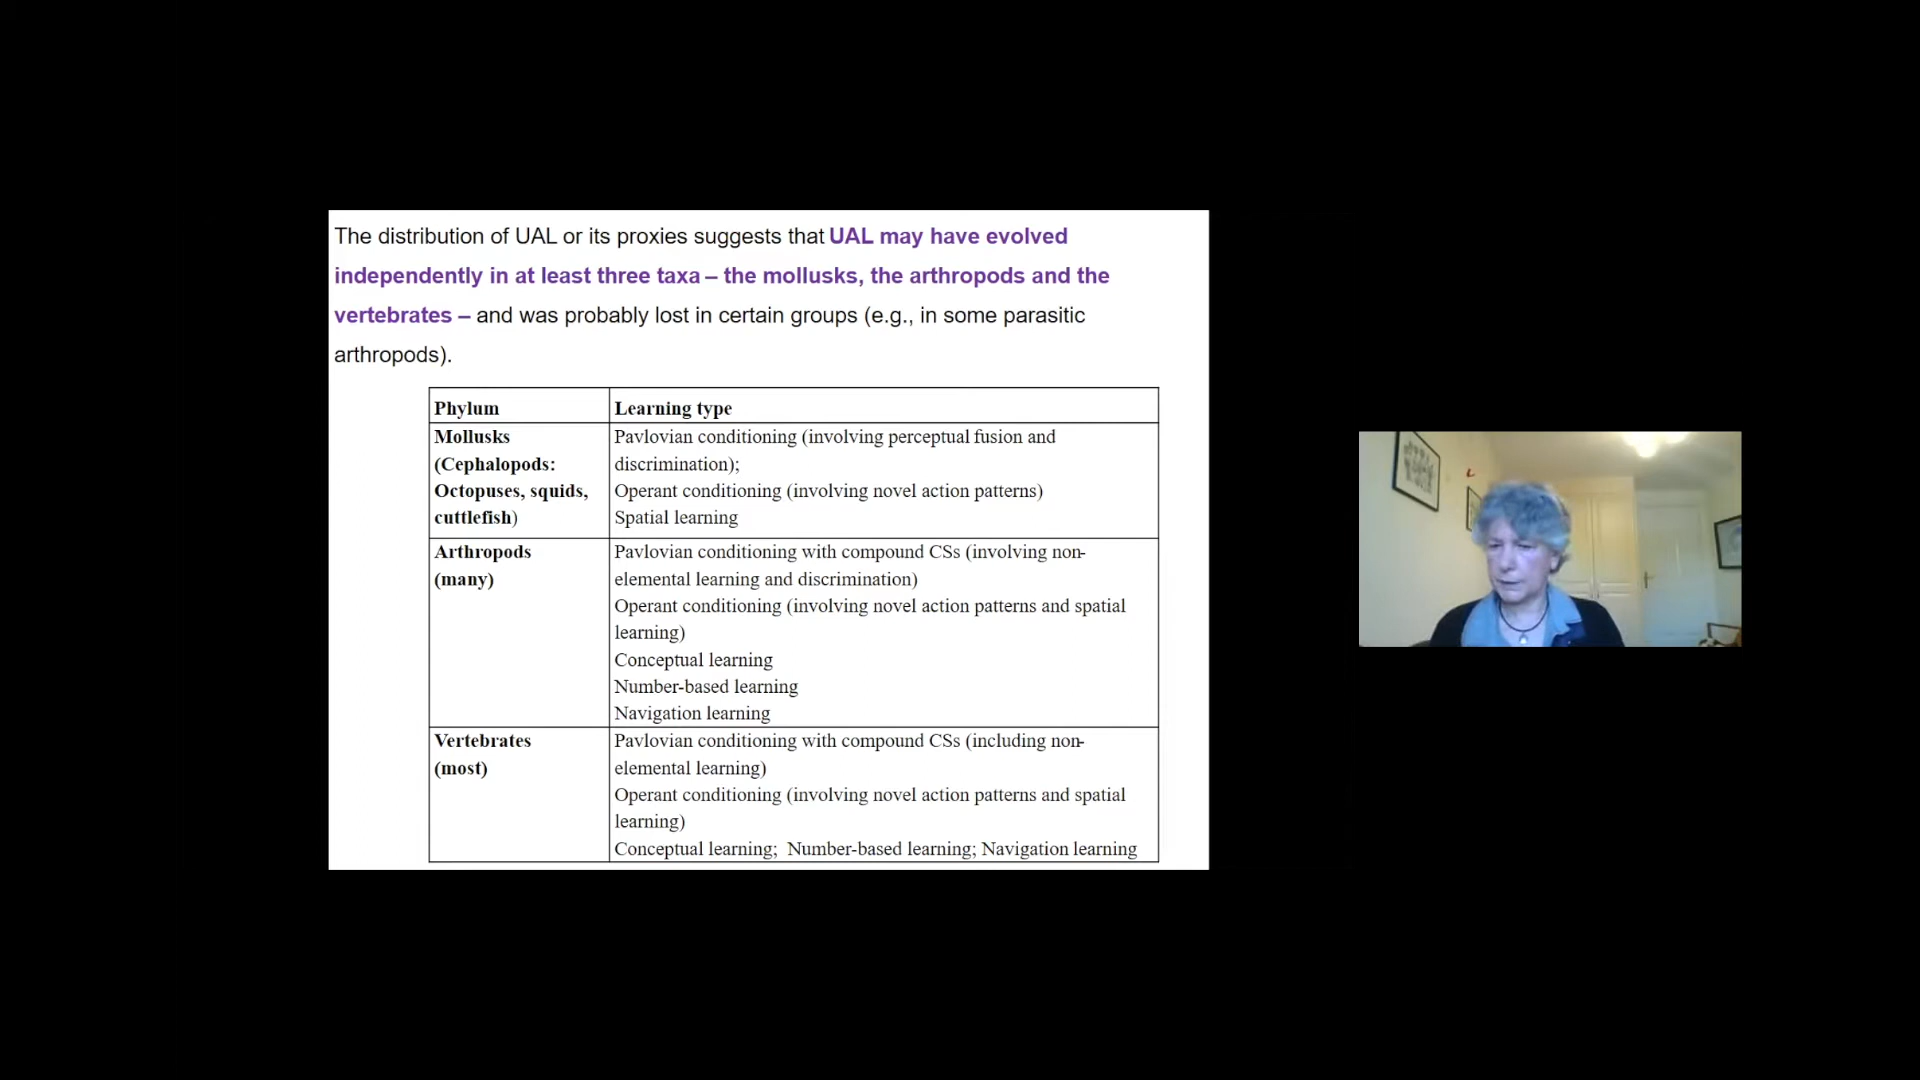 The distribution of UAL or its proxies suggests that UAL may have evolved
independently in at least three taxa – the mollusks, the arthropods and the
vertebrates – and was probably lost in certain groups (e.g., in some parasitic
arthropods).
Phylum Learning type
Mollusks
(Cephalopods:
Octopuses, squids,
cuttlefish)
Pavlovian conditioning (involving perceptual fusion and
discrimination);
Operant conditioning (involving novel action patterns)
Spatial learning
Arthropods
(many)
Pavlovian conditioning with compound CSs (involving non-
elemental learning and discrimination)
Operant conditioning (involving novel action patterns and spatial
learning)
Conceptual learning
Number-based learning
Navigation learning
Vertebrates
(most)
Pavlovian conditioning with compound CSs (including non-
elemental learning)
Operant conditioning (involving novel action patterns and spatial
learning)
Conceptual learning; Number-based learning; Navigation learning